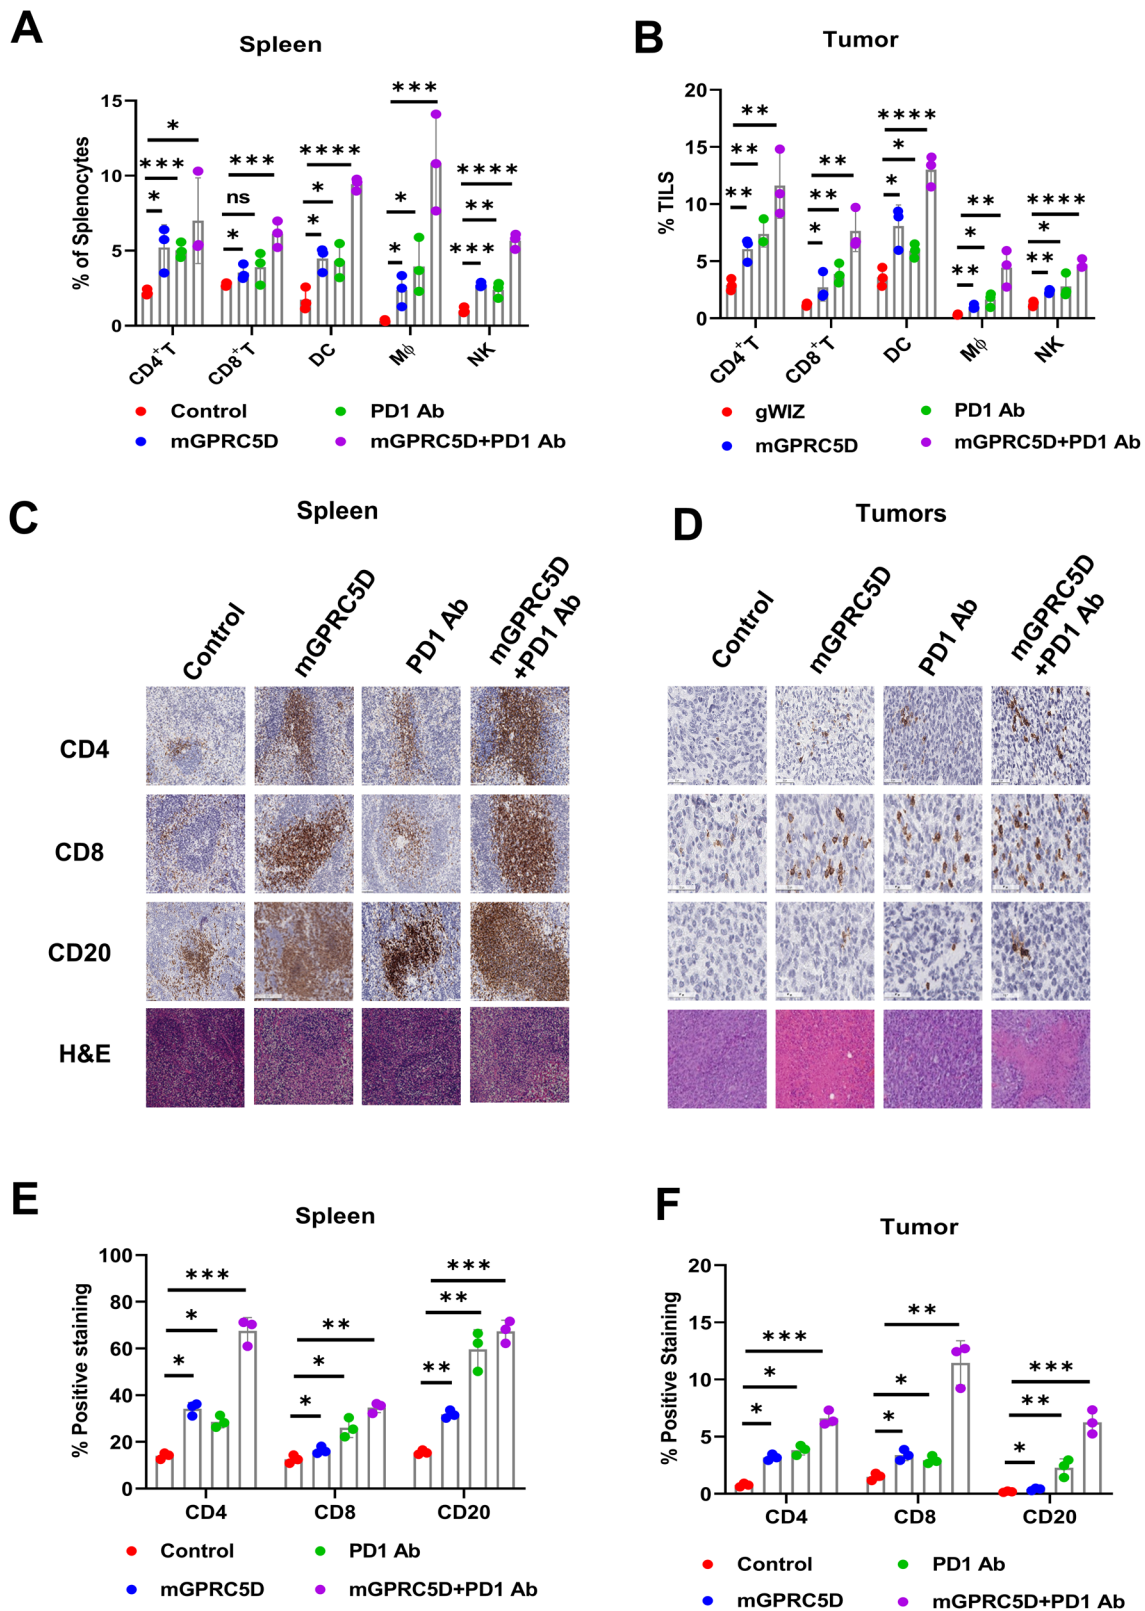 A
Spleen
% of Splenocytes
15
10
5
0
*
***
*
***
ns
*
****
*
*
***
*
*
****
**
***
CD4+T
CD8+T
DC
Mϕ
NK
Control
PD1 Ab
mGPRC5D
mGPRC5D+PD1 Ab
B
Tumor
% TILS
20
15
10
5
0
**
**
**
**
**
*
****
*
*
**
*
**
****
*
**
CD4+T
CD8+T
DC
Mϕ
NK
gWIZ
PD1 Ab
mGPRC5D
mGPRC5D+PD1 Ab
C
Spleen
Control
mGPRC5D
PD1 Ab
mGPRC5D
+PD1 Ab
CD4
CD8
CD20
H&E
D
Tumors
Control
mGPRC5D
PD1 Ab
mGPRC5D
+PD1 Ab
E
Spleen
% Positive staining
100
80
60
40
20
0
***
*
*
**
*
*
***
**
**
CD4
CD8
CD20
Control
PD1 Ab
mGPRC5D
mGPRC5D+PD1 Ab
F
Tumor
% Positive Staining
20
15
10
5
0
***
*
*
**
*
*
***
**
*
CD4
CD8
CD20
Control
PD1 Ab
mGPRC5D
mGPRC5D+PD1 Ab